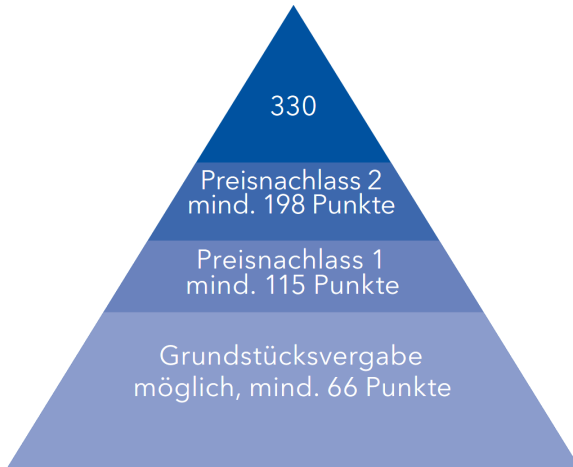 330
Preisnachlass 2
mind. 198 Punkte
Preisnachlass 1
mind. 115 Punkte
Grundstücksvergabe
möglich, mind. 66 Punkte